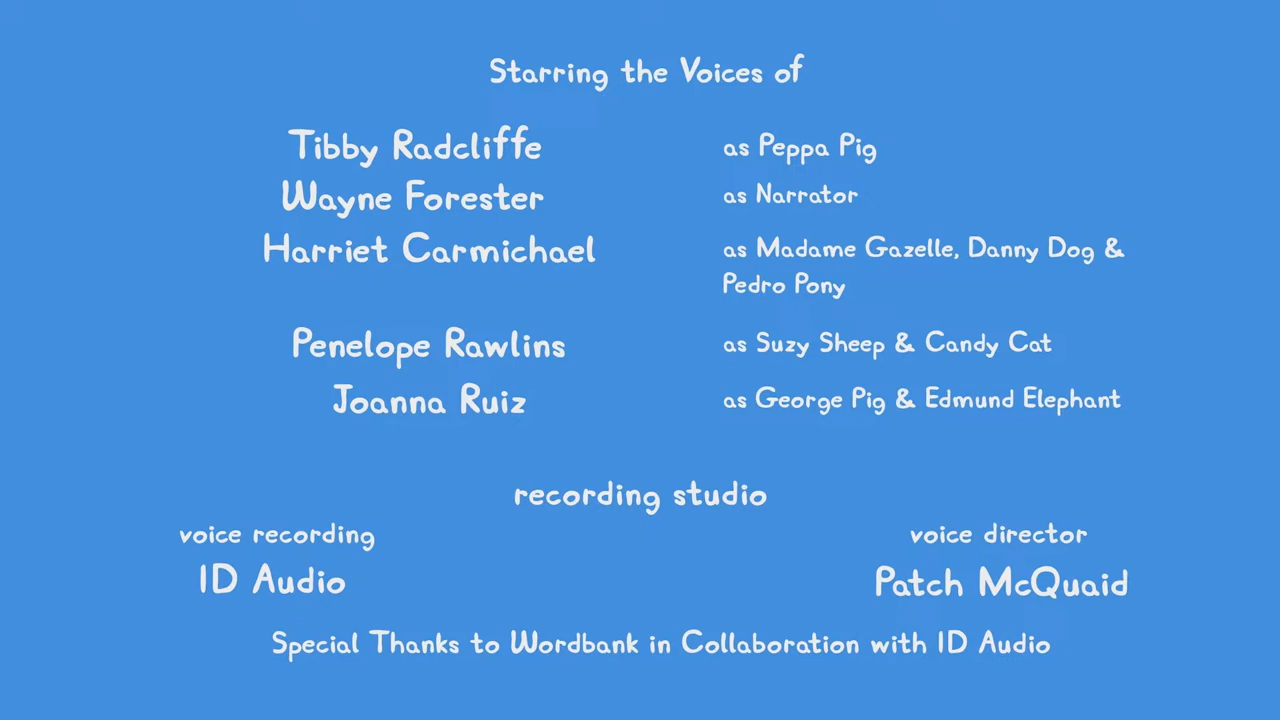 Starring the Voices of
Tibby Radcliffe as Peppa Pig
Wayne Forester as Narrator
Harriet Carmichael as Madame Gazelle, Danny Dog &
Pedro Pony
Penelope Rawlins as Suzy Sheep & Candy Cat
Joanna Ruiz as George Pig & Edmund Elephant
recording studio
voice recording voice director
ID Audio Patch McQuaid
Special Thanks to Wordbank in Collaboration with ID Audio